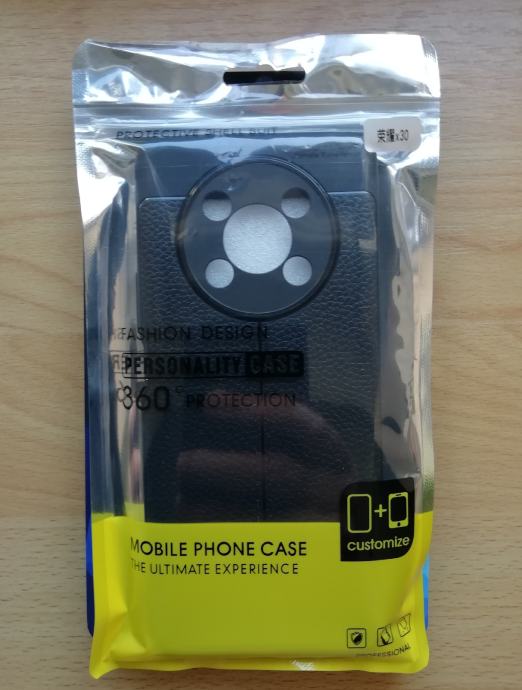 PROTECTIVE SHELL SUIT
荣耀x30
FASHION DESIGN
PERSONALITY CASE
360° PROTECTION
customize
MOBILE PHONE CASE
THE ULTIMATE EXPERIENCE
PROFESSIONAL